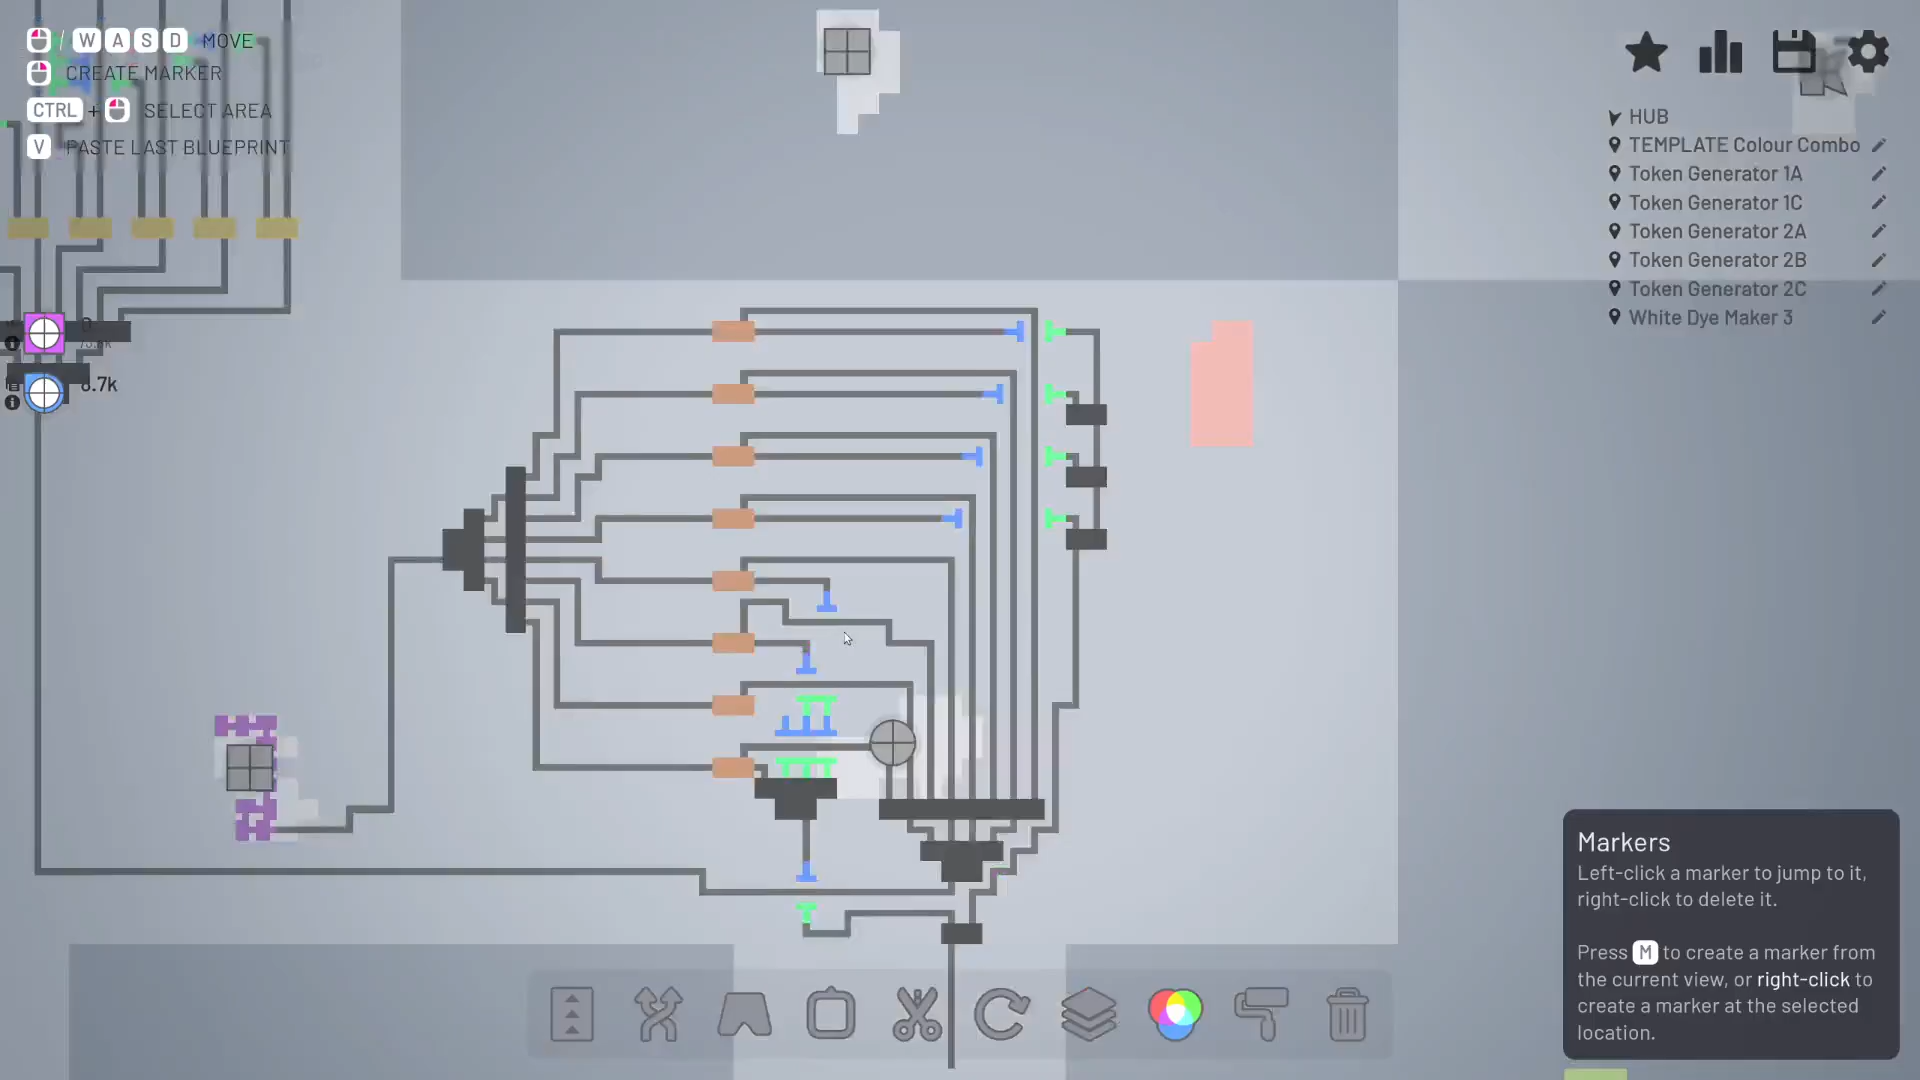 / W A S D MOVE
CREATE MARKER
CTRL + SELECT AREA
V PASTE LAST BLUEPRINT
HUB
TEMPLATE Colour Combo
Token Generator 1A
Token Generator 1C
Token Generator 2A
Token Generator 2B
Token Generator 2C
White Dye Maker 3
0
8.7k
Markers
Left-click a marker to jump to it,
right-click to delete it.
Press M to create a marker from
the current view, or right-click to
create a marker at the selected
location.